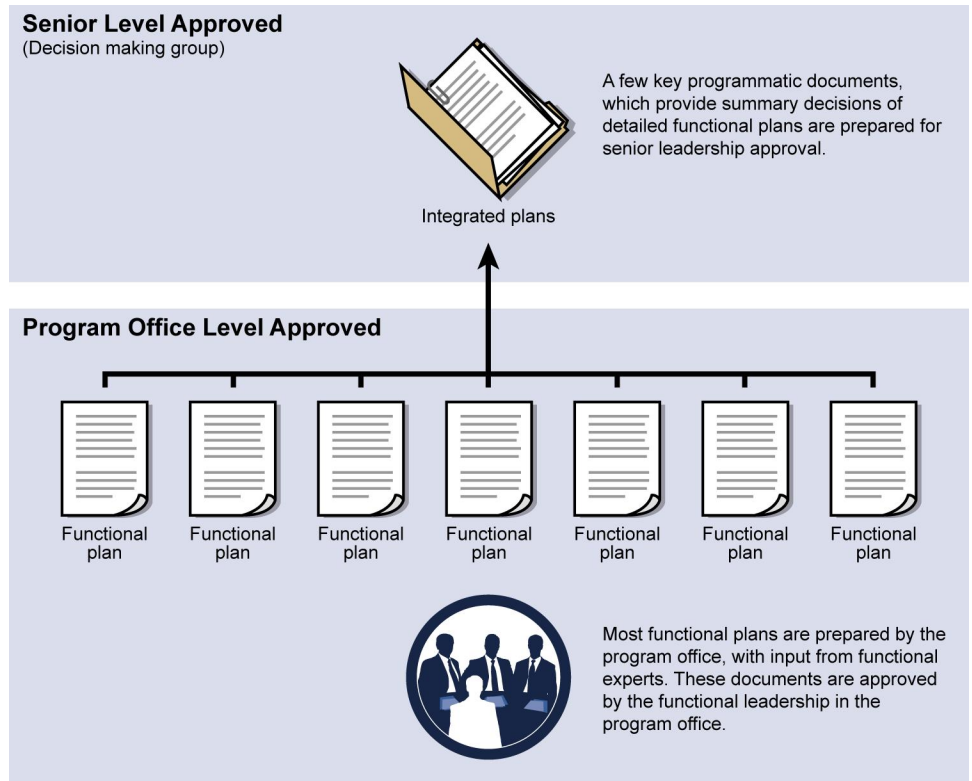 Senior Level Approved
(Decision making group)
A few key programmatic documents,
which provide summary decisions of
detailed functional plans are prepared for
senior leadership approval.
Integrated plans
Program Office Level Approved
Functional
plan
Functional
plan
Functional
plan
Functional
plan
Functional
plan
Functional
plan
Functional
plan
Most functional plans are prepared by the
program office, with input from functional
experts. These documents are approved
by the functional leadership in the
program office.